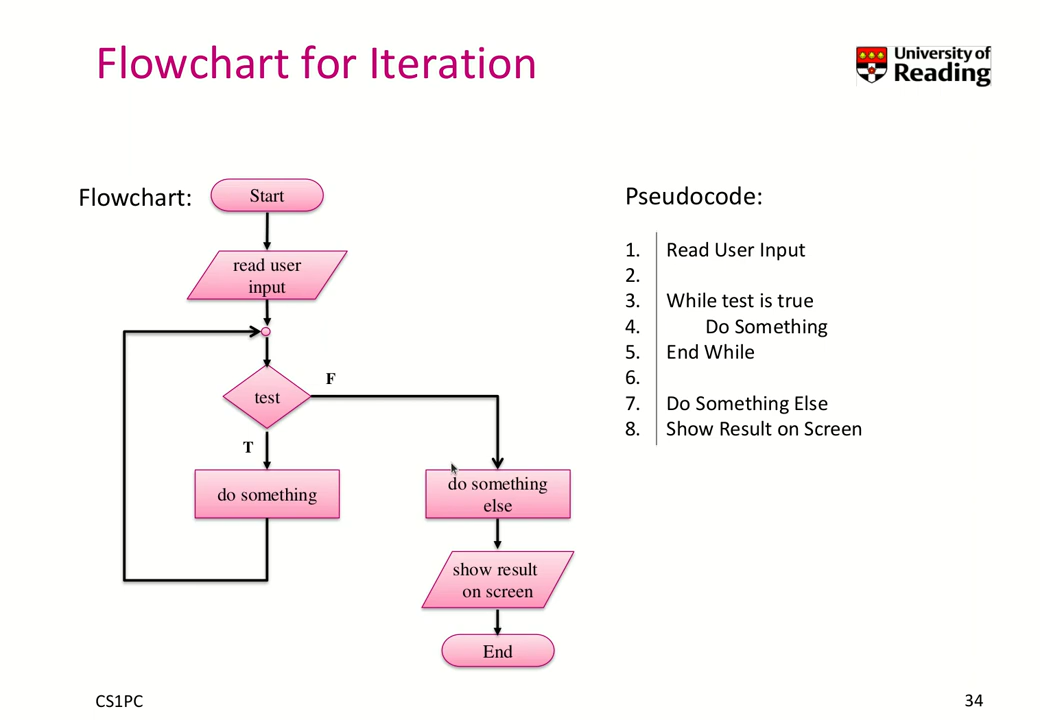 Flowchart for Iteration
University of
Reading
Flowchart:
Start
read user
input
test
F
T
do something
do something
else
show result
on screen
End
Pseudocode:
1. Read User Input
2.
3. While test is true
4. Do Something
5. End While
6.
7. Do Something Else
8. Show Result on Screen
CS1PC
34